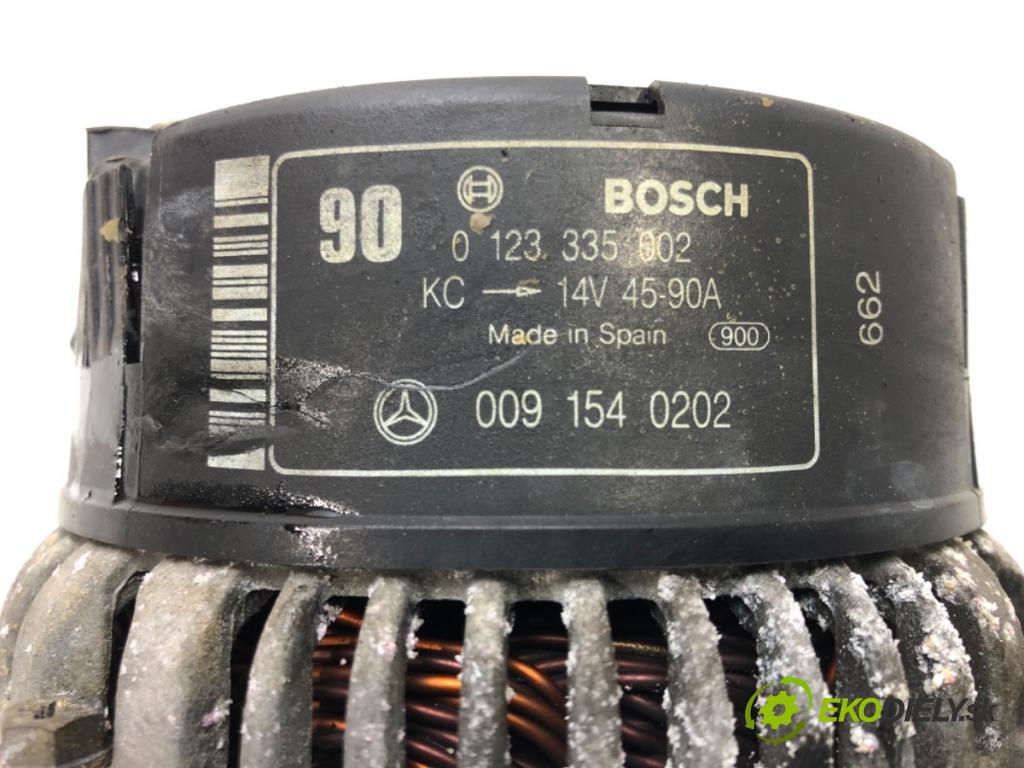 90 BOSCH
0 123 335 002
KC 14V 45-90A
Made in Spain 900
009 154 0202
662
EKODIELY.sk